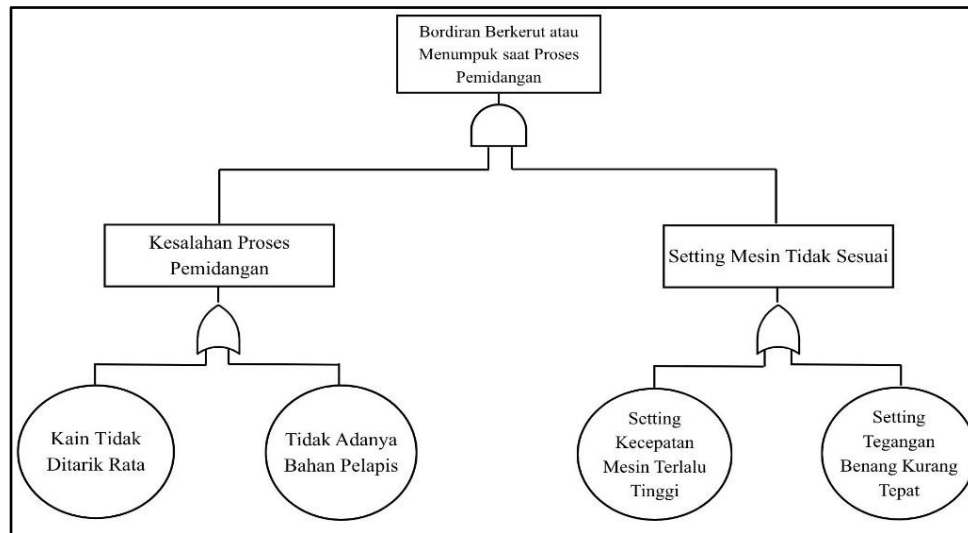 Bordiran Berkerut atau
Menumpuk saat Proses
Pemidangan
Kesalahan Proses
Pemidangan
Setting Mesin Tidak Sesuai
Kain Tidak
Ditarik Rata
Tidak Adanya
Bahan Pelapis
Setting
Kecepatan
Mesin Terlalu
Tinggi
Setting
Tegangan
Benang Kurang
Tepat